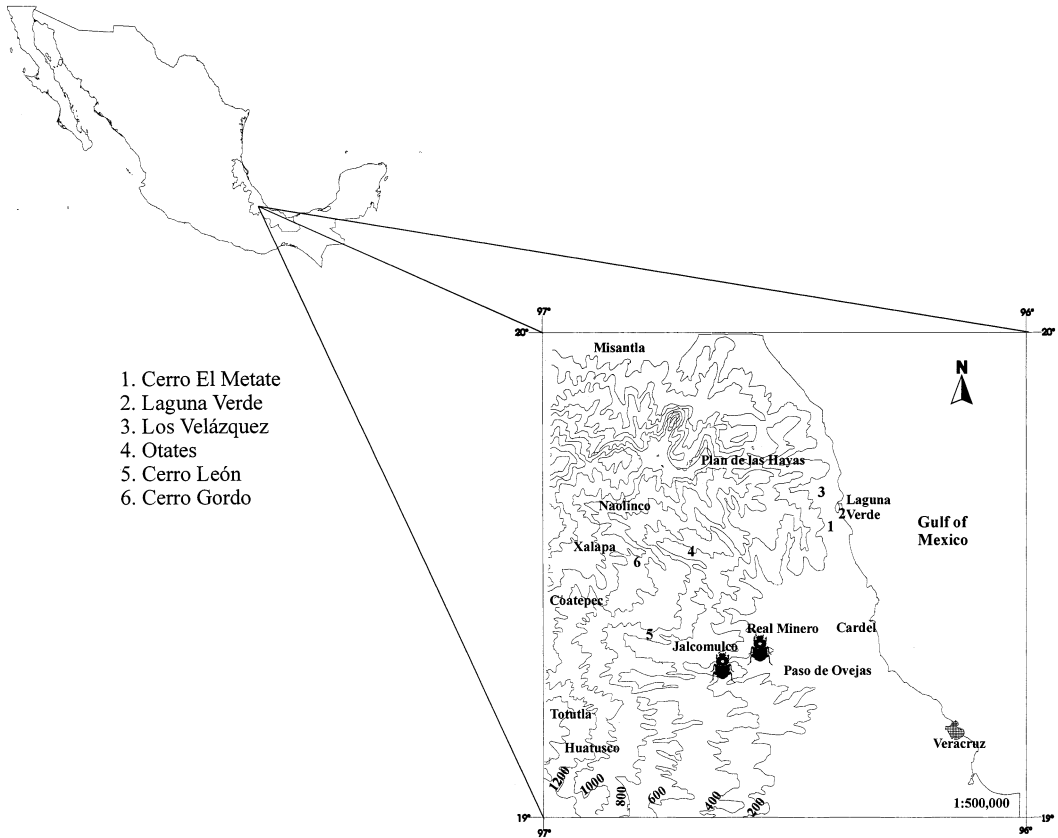 97°
96°
20°
20°
Misantla
N
1. Cerro El Metate
2. Laguna Verde
3. Los Velázquez
4. Otates
5. Cerro León
6. Cerro Gordo
Plan de las Hayas
3
Laguna
Verde
2
1
Naolinco
Gulf of
Mexico
Xalapa
6
4
Coatepec
5
Real Minero
Cardel
Jalcomulco
Paso de Ovejas
Totutla
Huatusco
Veracruz
1200
1000
800
600
400
200
1:500,000
19°
19°
97°
96°